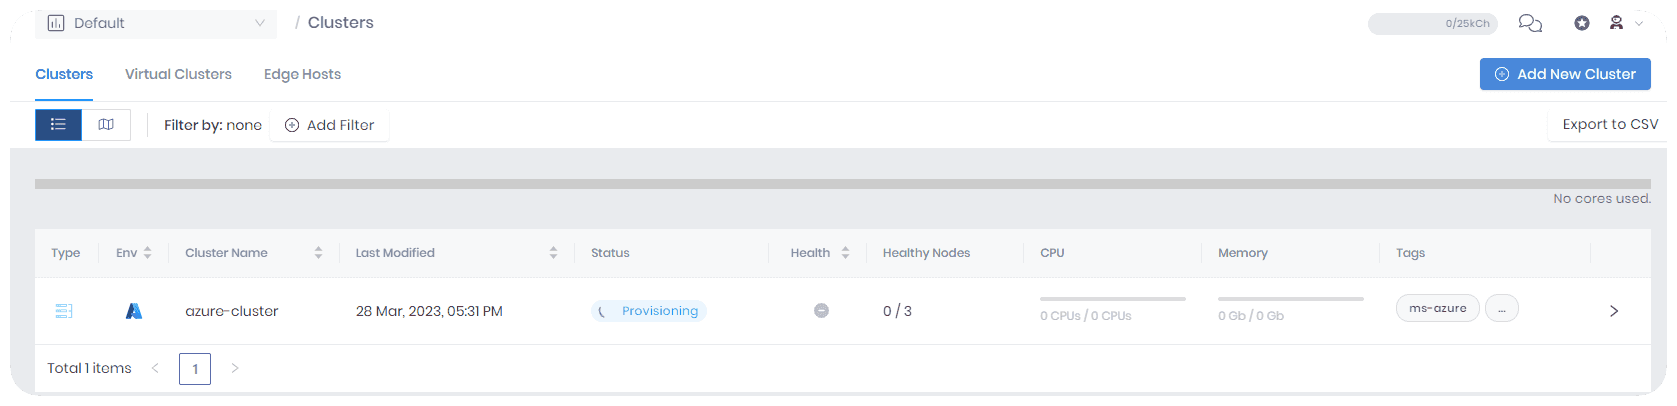 Default / Clusters 0/25kCh
Clusters Virtual Clusters Edge Hosts Add New Cluster
Filter by: none Add Filter Export to CSV
No cores used.
Type Env Cluster Name Last Modified Status Health Healthy Nodes CPU Memory Tags
azure-cluster 28 Mar, 2023, 05:31 PM Provisioning 0 / 3 0 CPUs / 0 CPUs 0 Gb / 0 Gb ms-azure ...
Total 1 items < 1 >